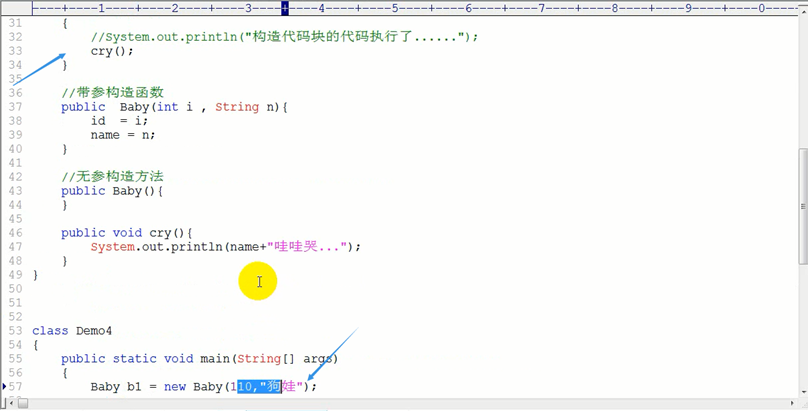 ----+----1----+----2----+----3----+----4----+----5----+----6----+----7----+----8----+----9----+----0----
31 {
32 //System.out.println("构造代码块的代码执行了......");
33 cry();
34 }
35
36 //带参构造函数
37 public  Baby(int i , String n){
38 id  = i;
39 name = n;
40 }
41
42 //无参构造方法
43 public Baby(){
44 }
45
46 public void cry(){
47 System.out.println(name+"哇哇哭...");
48 }
49 }
50
51
52
53 class Demo4
54 {
55 public static void main(String[] args)
56 {
57 Baby b1 = new Baby(110,"狗娃");